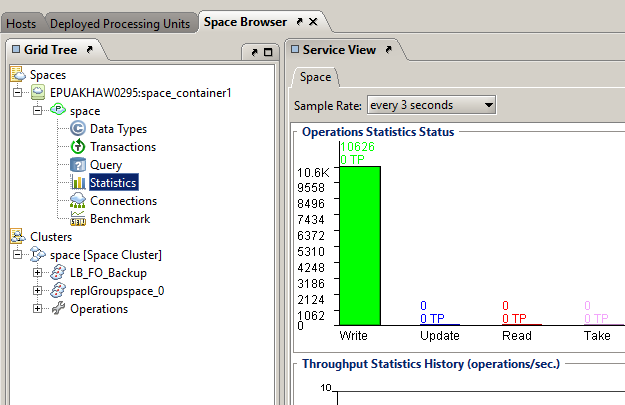 Hosts
Deployed Processing Units
Space Browser
Grid Tree
Spaces
EPUAKHAW0295:space_container1
space
Data Types
Transactions
Query
Statistics
Connections
Benchmark
Clusters
space [Space Cluster]
LB_FO_Backup
replGroupspace_0
Operations
Service View
Space
Sample Rate: every 3 seconds
Operations Statistics Status
10626
0 TP
10.6K
9558
8496
7434
6372
5310
4248
3186
2124
1062
0
0 0 0
0 TP 0 TP 0 TP
Write Update Read Take
Throughput Statistics History (operations/sec.)
10